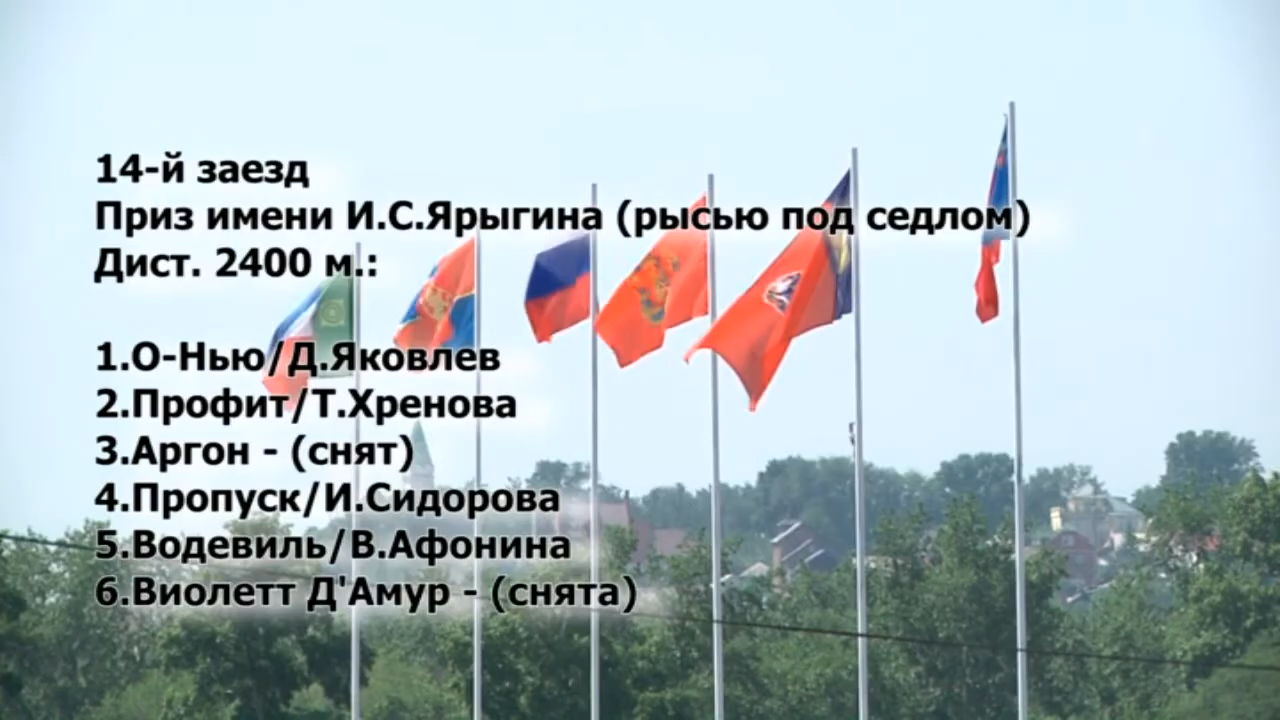 14-й заезд
Приз имени И.С.Ярыгина (рысью под седлом)
Дист. 2400 м.:
1.О-Нью/Д.Яковлев
2.Профит/Т.Хренова
3.Аргон - (снят)
4.Пропуск/И.Сидорова
5.Водевиль/В.Афонина
6.Виолетт Д'Амур - (снята)